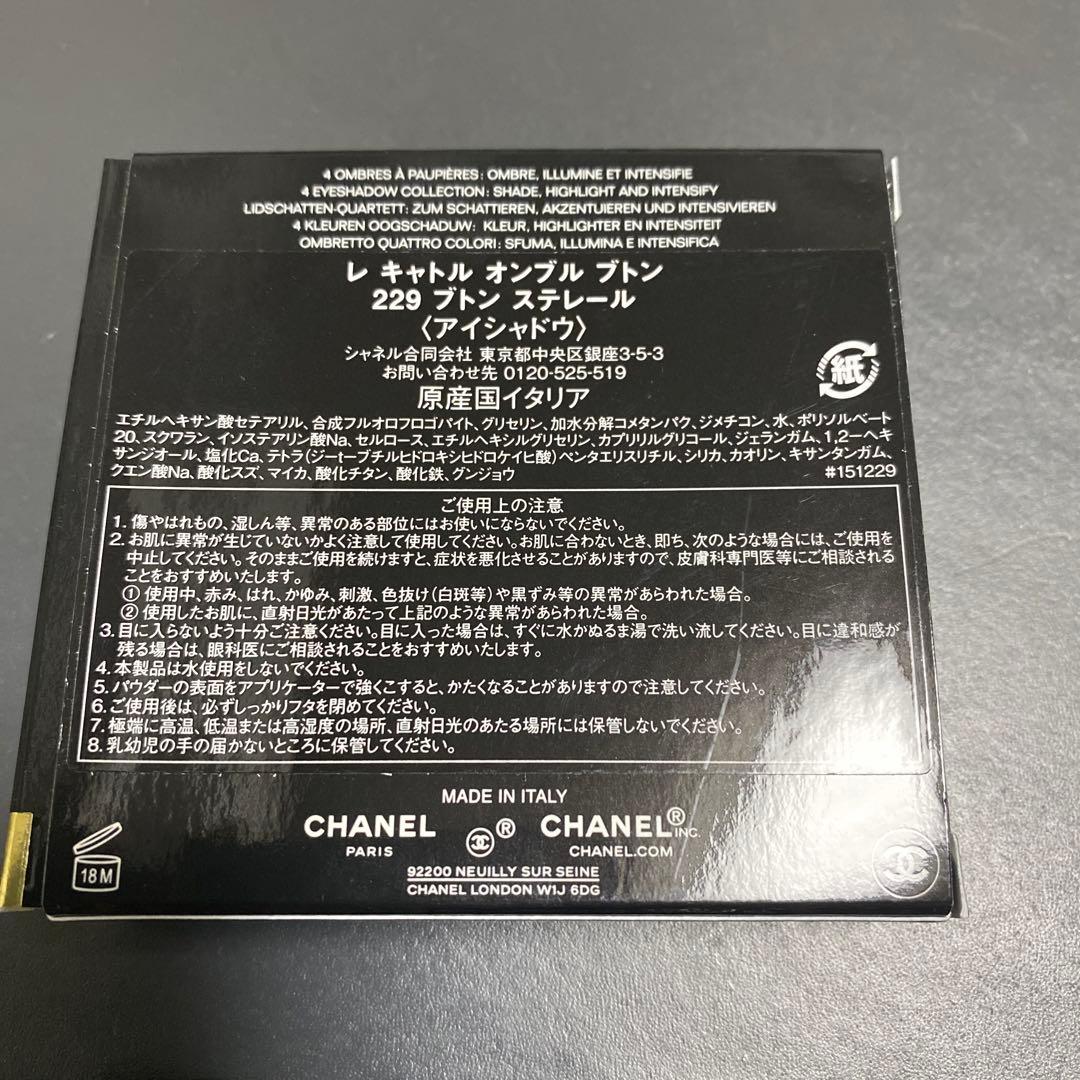 4 OMBRES À PAUPIÈRES: OMBRE, ILLUMINE ET INTENSIFIE
4 EYESHADOW COLLECTION: SHADE, HIGHLIGHT AND INTENSIFY
LIDSCHATTEN-QUARTETT: ZUM SCHATTIEREN, AKZENTUIEREN UND INTENSIVIEREN
4 KLEUREN OOGSCHADUW: KLEUR, HIGHLIGHTER EN INTENSITEIT
OMBRETTO QUATTRO COLORI: SFUMA, ILLUMINA E INTENSIFICA
レ キャトル オンブル ブトン
229 ブトン ステレール
〈アイシャドウ〉
シャネル合同会社 東京都中央区銀座3-5-3
お問い合わせ先 0120-525-519
原産国イタリア
紙
エチルヘキサン酸セテアリル、合成フルオロフロゴパイト、グリセリン、加水分解コメタンパク、ジメチコン、水、ポリソルベート
20、スクワラン、イソステアリン酸Na、セルロース、エチルヘキシルグリセリン、カプリリルグリコール、ジェランガム、1,2-ヘキ
サンジオール、塩化Ca、テトラ(ジ-t-ブチルヒドロキシヒドロケイヒ酸)ペンタエリスリチル、シリカ、カオリン、キサンタンガム、
クエン酸Na、酸化スズ、マイカ、酸化チタン、酸化鉄、グンジョウ #151229
ご使用上の注意
1. 傷やはれもの、湿しん等、異常のある部位にはお使いにならないでください。
2. お肌に異常が生じていないかよく注意して使用してください。お肌に合わないとき、即ち、次のような場合には、ご使用を
中止してください。そのままご使用を続けますと、症状を悪化させることがありますので、皮膚科専門医等にご相談される
ことをおすすめいたします。
① 使用中、赤み、はれ、かゆみ、刺激、色抜け(白斑等)や黒ずみ等の異常があらわれた場合。
② 使用したお肌に、直射日光があたって上記のような異常があらわれた場合。
3. 目に入らないよう十分ご注意ください。目に入った場合は、すぐに水かぬるま湯で洗い流してください。目に違和感が
残る場合は、眼科医にご相談されることをおすすめいたします。
4. 本製品は水使用をしないでください。
5. パウダーの表面をアプリケーターで強くこすると、かたくなることがありますので注意してください。
6. ご使用後は、必ずしっかりフタを閉めてください。
7. 極端に高温、低温または高湿度の場所、直射日光のあたる場所には保管しないでください。
8. 乳幼児の手の届かないところに保管してください。
MADE IN ITALY
CHANEL ® CHANEL® INC.
PARIS CHANEL.COM
18 M
92200 NEUILLY SUR SEINE
CHANEL LONDON W1J 6DG